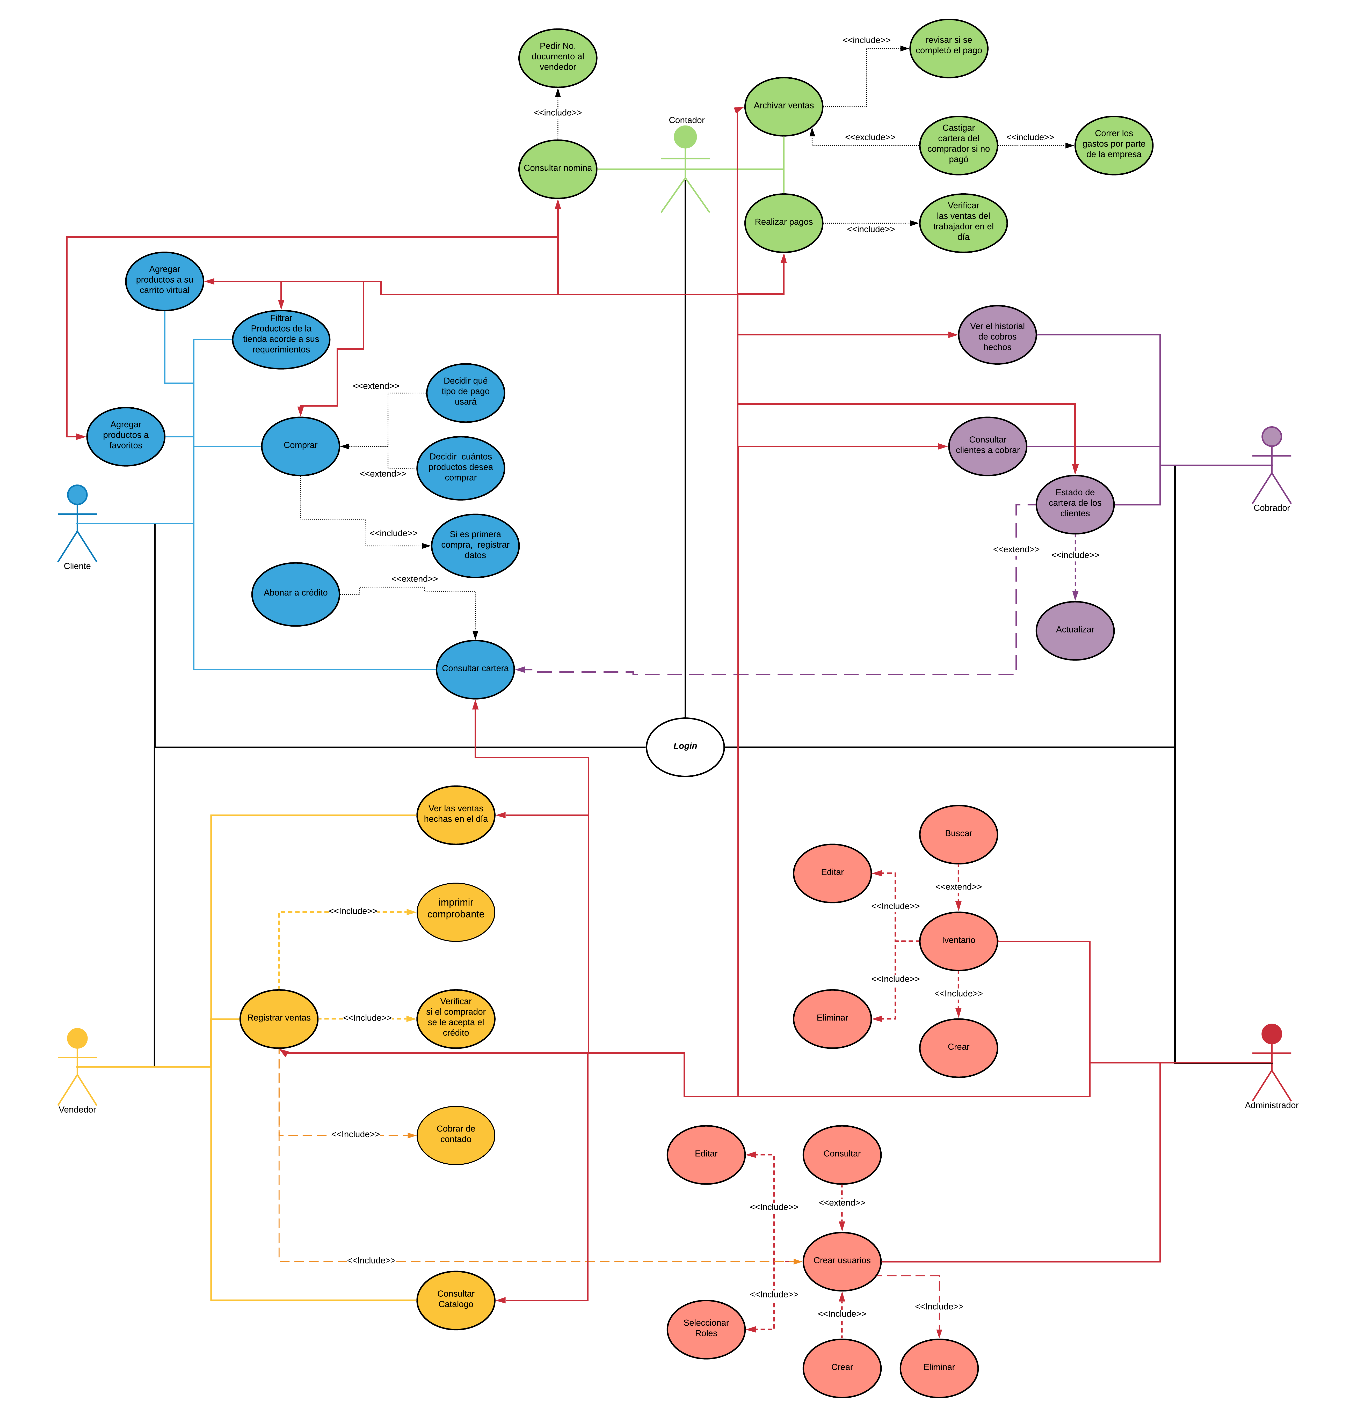 Pedir No.
documento al
vendedor
<<include>>
revisar si se
completó el pago
<<include>>
Archivar ventas
Contador
<<exclude>>
Castigar
cartera del
comprador si no
pagó
<<include>>
Correr los
gastos por parte
de la empresa
Consultar nomina
Realizar pagos
<<include>>
Verificar
las ventas del
trabajador en el
día
Agregar
productos a su
carrito virtual
Filtrar
Productos de la
tienda acorde a sus
requerimientos
Ver el historial
de cobros
hechos
<<extend>>
Decidir qué
tipo de pago
usará
Agregar
productos a
favoritos
Comprar
Consultar
clientes a cobrar
<<extend>>
Decidir cuántos
productos desea
comprar
Estado de
cartera de los
clientes
Cobrador
<<include>>
Si es primera
compra, registrar
datos
<<extend>>
<<include>>
Cliente
<<extend>>
Abonar a crédito
Actualizar
Consultar cartera
Login
Ver las ventas
hechas en el día
Buscar
Editar
<<extend>>
<<Include>>
<<Include>>
imprimir
comprobante
Iventario
<<Include>>
<<Include>>
Registrar ventas
<<Include>>
Verificar
si el comprador
se le acepta el
crédito
Eliminar
Crear
Vendedor
Administrador
<<Include>>
Cobrar de
contado
Editar
Consultar
<<Include>>
<<extend>>
<<Include>>
Crear usuarios
Consultar
Catalogo
<<Include>>
<<Include>>
<<Include>>
Seleccionar
Roles
Crear
Eliminar